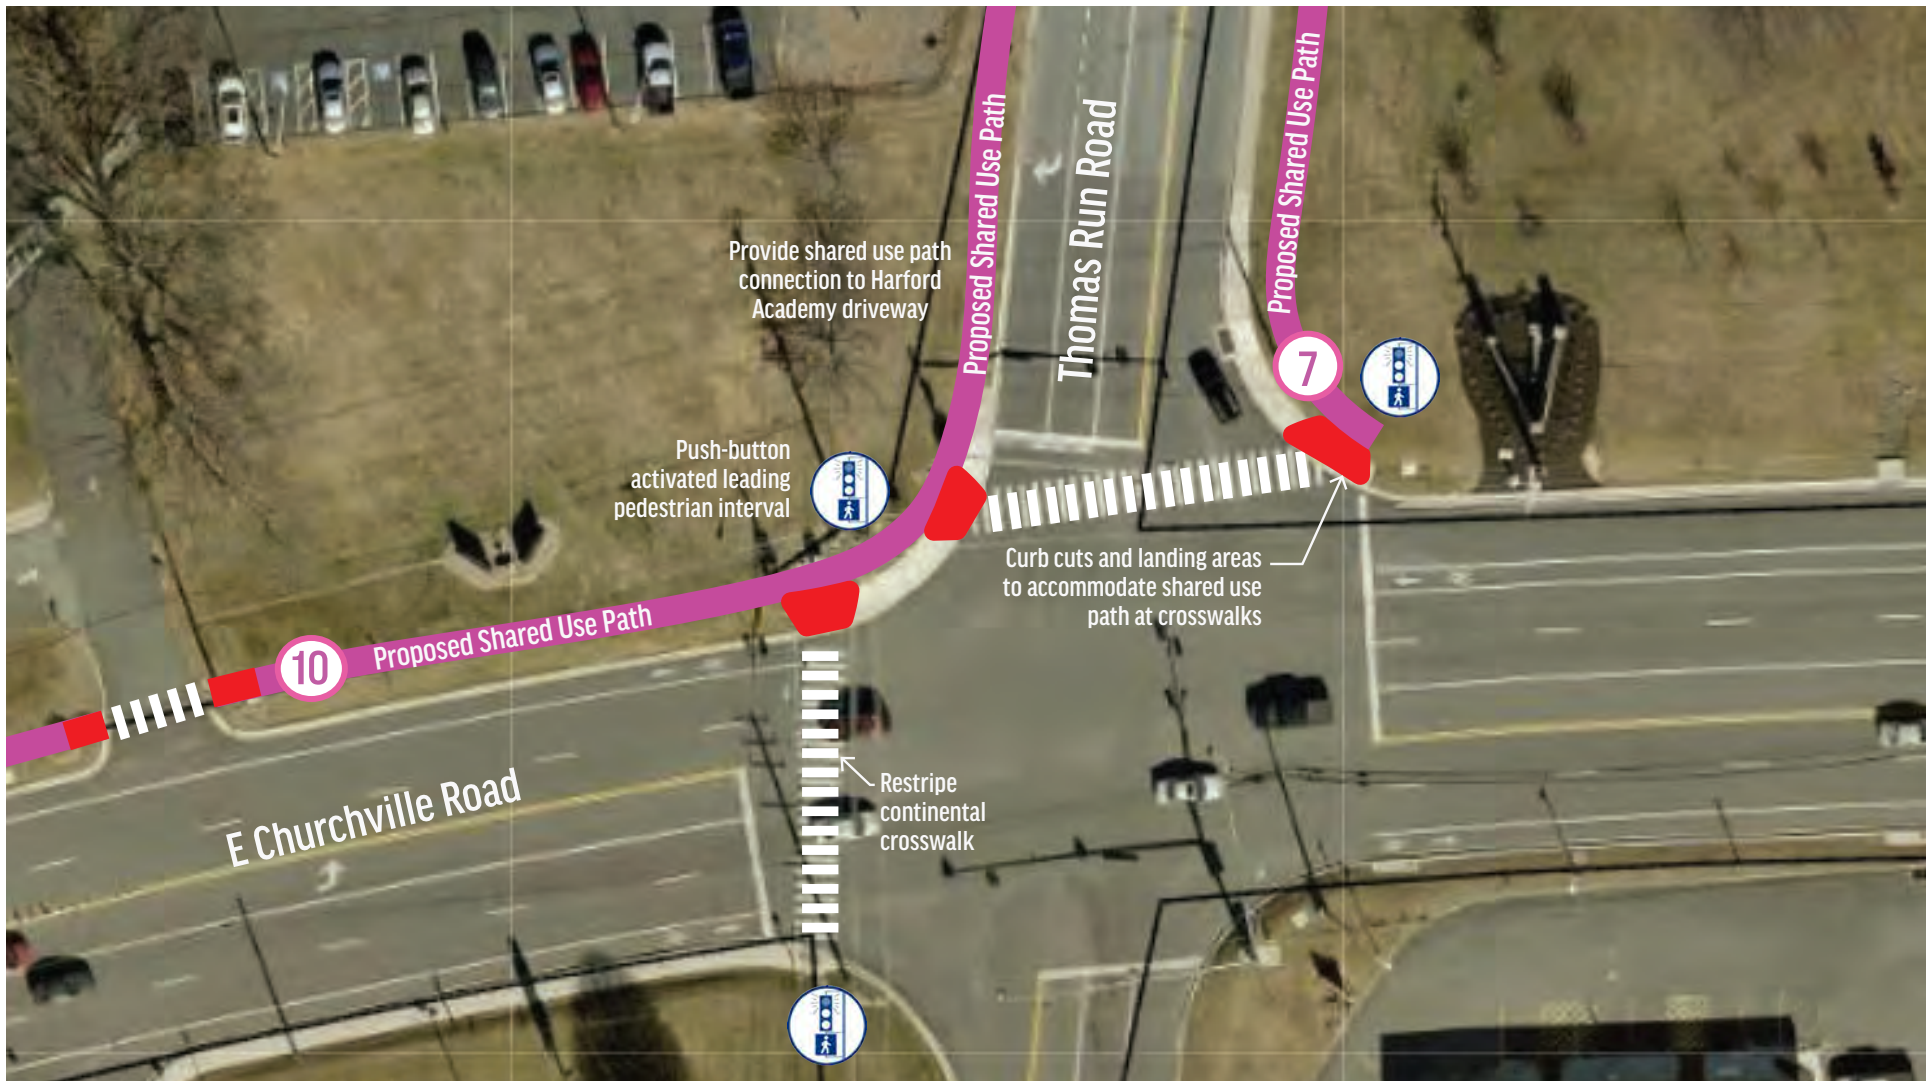 Proposed Shared Use Path
Thomas Run Road
Proposed Shared Use Path
Provide shared use path
connection to Harford
Academy driveway
7
Push-button
activated leading
pedestrian interval
Curb cuts and landing areas
to accommodate shared use
path at crosswalks
10
Proposed Shared Use Path
E Churchville Road
Restripe
continental
crosswalk